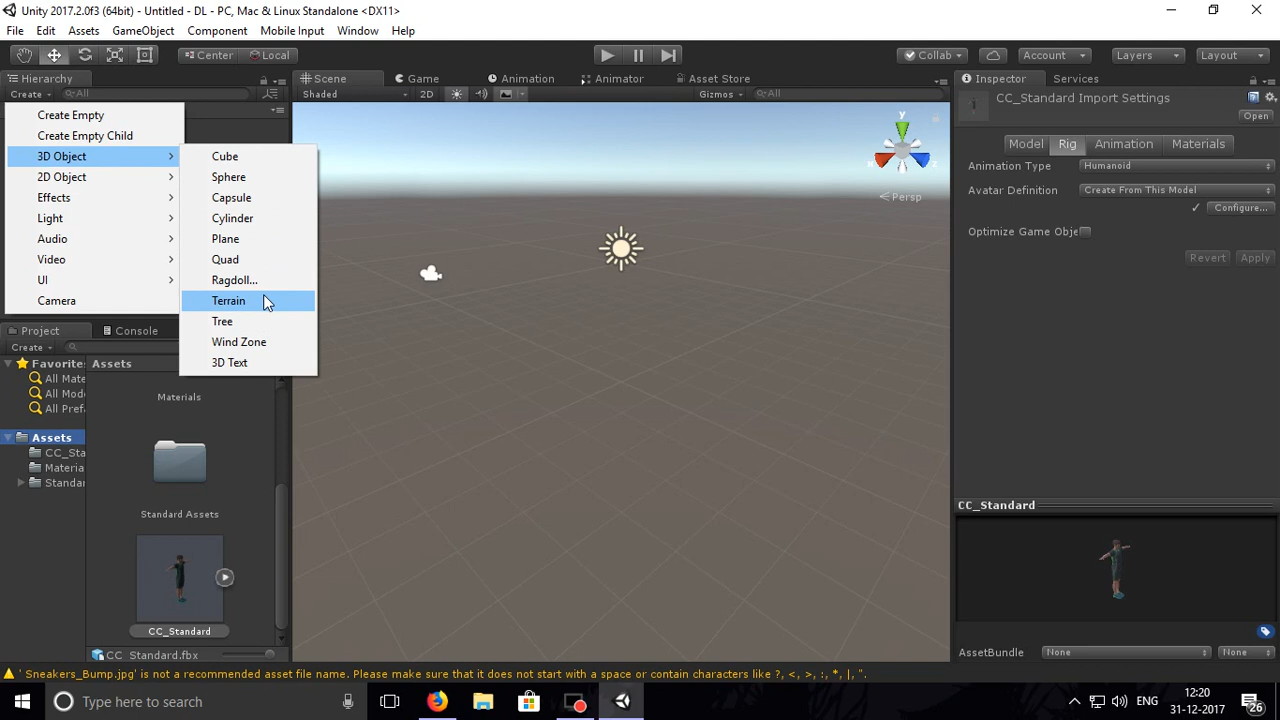 Unity 2017.2.0f3 (64bit) - Untitled - DL - PC, Mac & Linux Standalone <DX11>
File Edit Assets GameObject Component Mobile Input Window Help
Center Local Collab Account Layers Layout
Hierarchy Scene Game Animation Animator Asset Store Inspector Services
Create All Shaded 2D Gizmos All CC_Standard Import Settings
Open
Create Empty
Create Empty Child
3D Object
2D Object
Effects
Light
Audio
Video
UI
Camera
Cube
Sphere
Capsule
Cylinder
Plane
Quad
Ragdoll...
Terrain
Tree
Wind Zone
3D Text
y
x
Persp
Model Rig Animation Materials
Animation Type Humanoid
Avatar Definition Create From This Model
Configure...
Optimize Game Obje
Revert Apply
Project Console
Create
Favorites
All Mate
All Mode
All Prefa
Assets
CC_Sta
Materia
Standar
Assets
Materials
Standard Assets
CC_Standard
CC_Standard.fbx
CC_Standard
AssetBundle None None
' Sneakers_Bump.jpg' is not a recommended asset file name. Please make sure that it does not start with a space or contain characters like ?, <, >, :, *, |, ".
Type here to search
ENG
12:20
31-12-2017
26